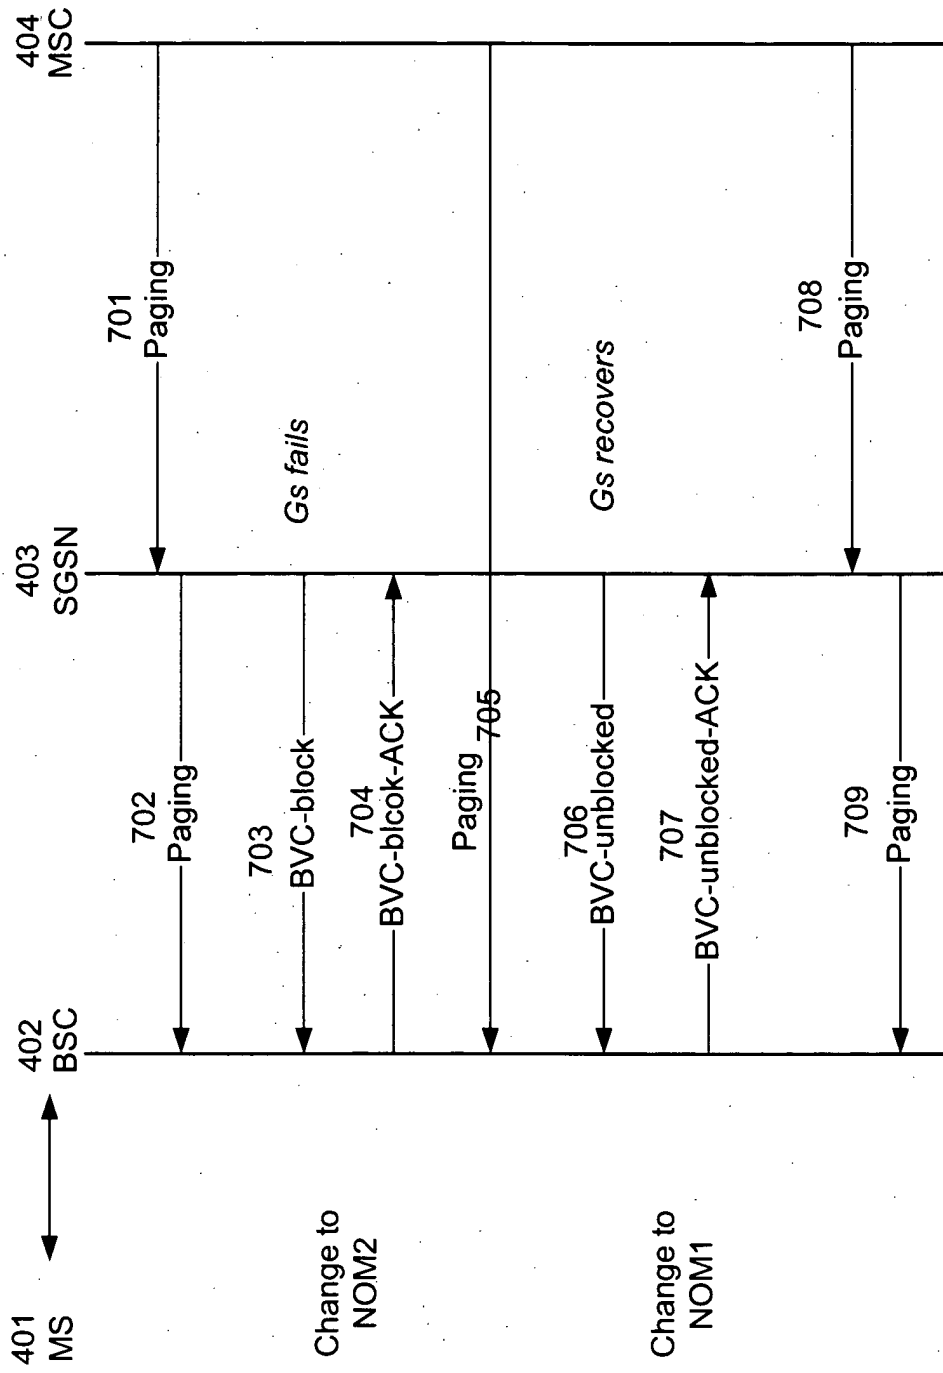 401
MS
402
BSC
403
SGSN
404
MSC
701
Paging
702
Paging
Gs fails
703
BVC-block
Change to
NOM2
704
BVC-blcok-ACK
Paging
705
Gs recovers
706
BVC-unblocked
Change to
NOM1
707
BVC-unblocked-ACK
708
Paging
709
Paging